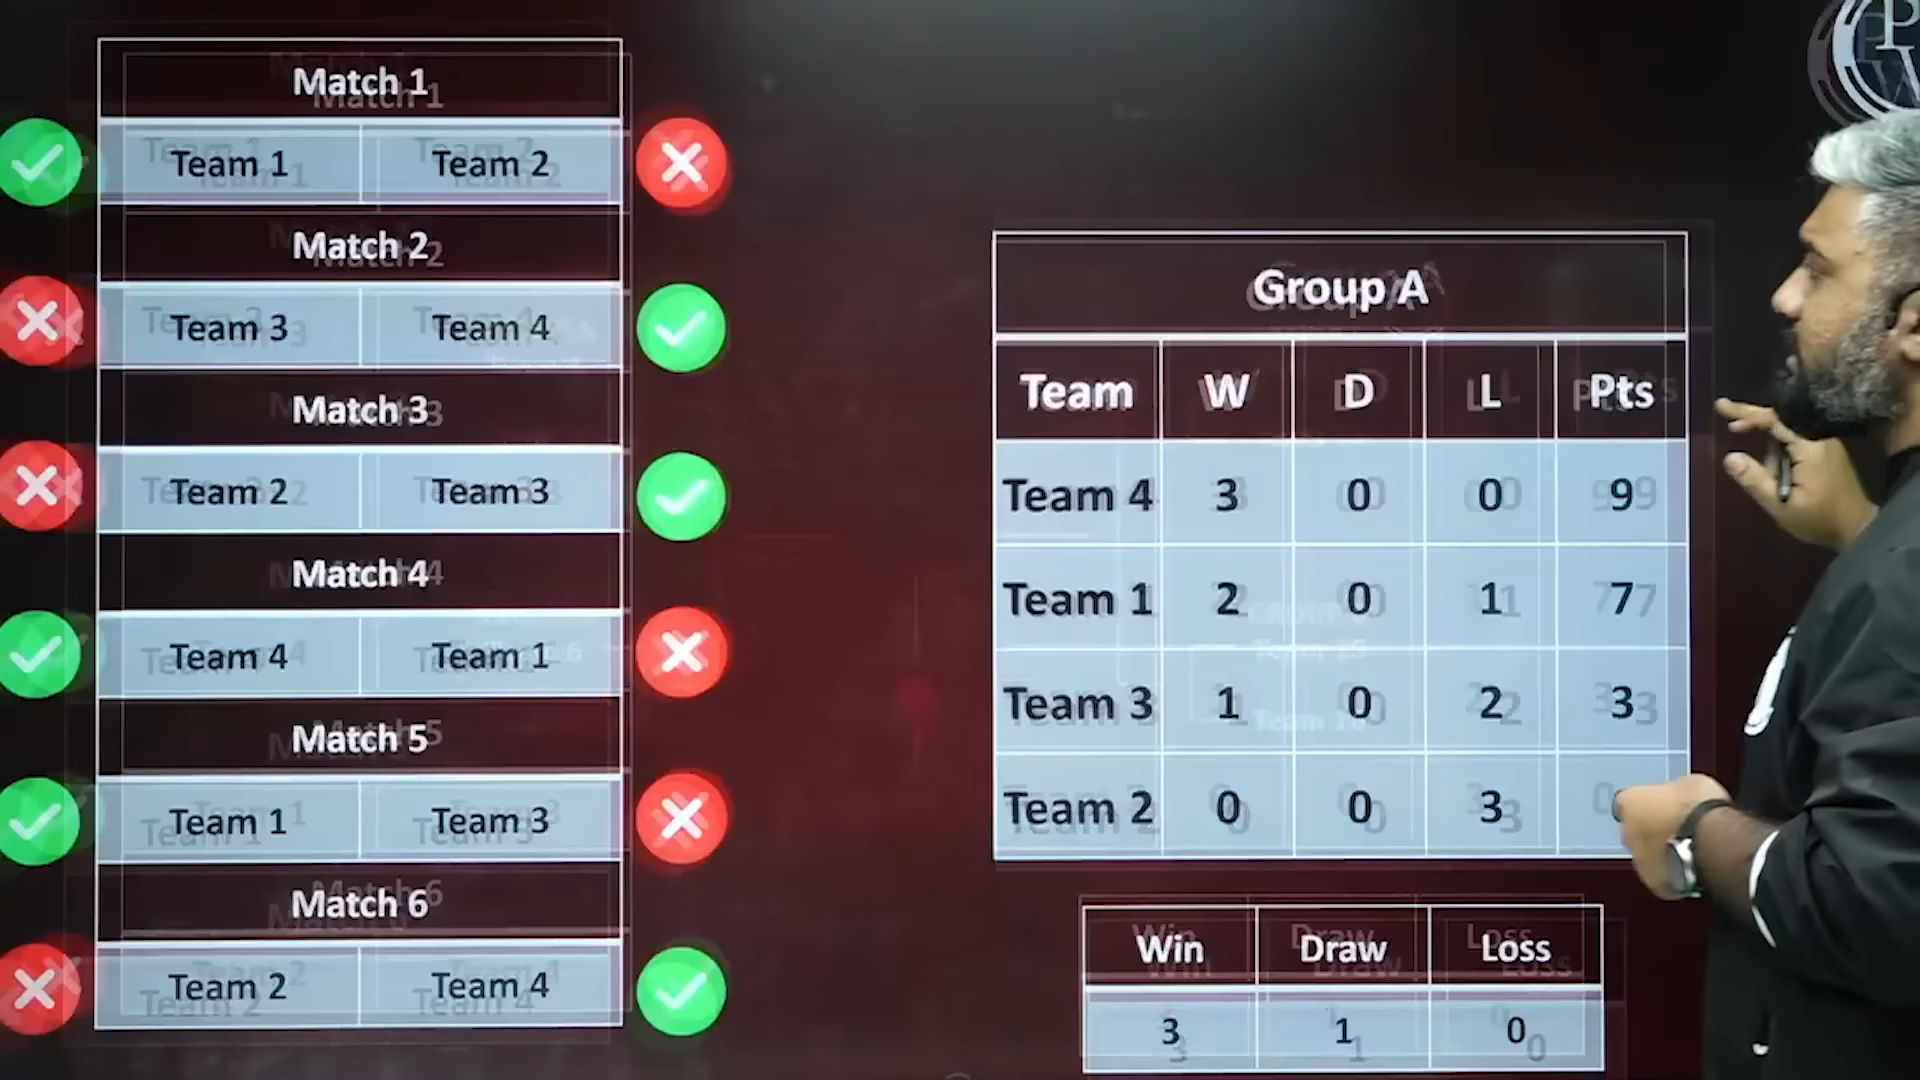 Match 1
Team 1 Team 2
Match 2
Team 3 Team 4
Match 3
Team 2 Team 3
Match 4
Team 4 Team 1
Match 5
Team 1 Team 3
Match 6
Team 2 Team 4
PW
Group A
Team W D L Pts
Team 4 3 0 0 9
Team 1 2 0 1 7
Team 3 1 0 2 3
Team 2 0 0 3
Win Draw Loss
3 1 0